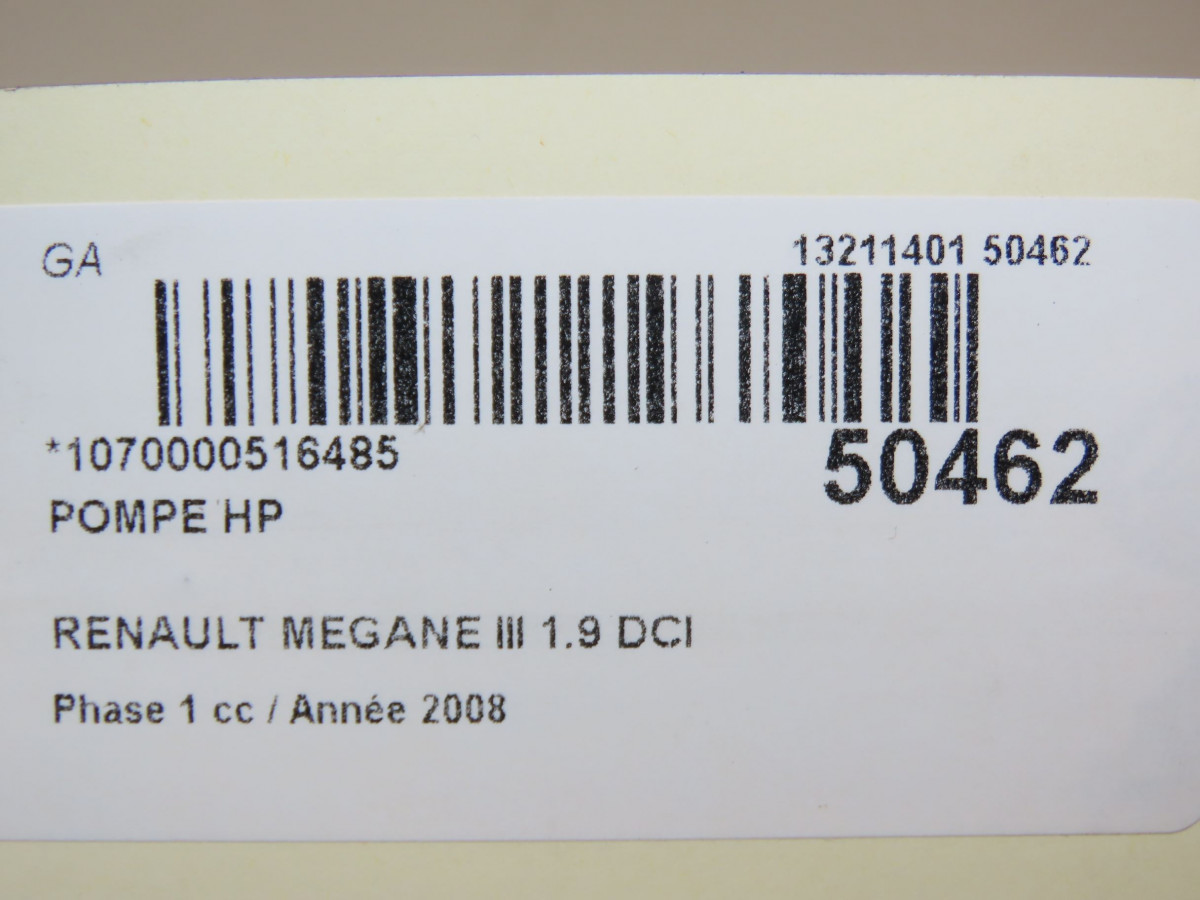 GA
13211401 50462
*1070000516485
50462
POMPE HP
RENAULT MEGANE III 1.9 DCI
Phase 1 cc / Année 2008